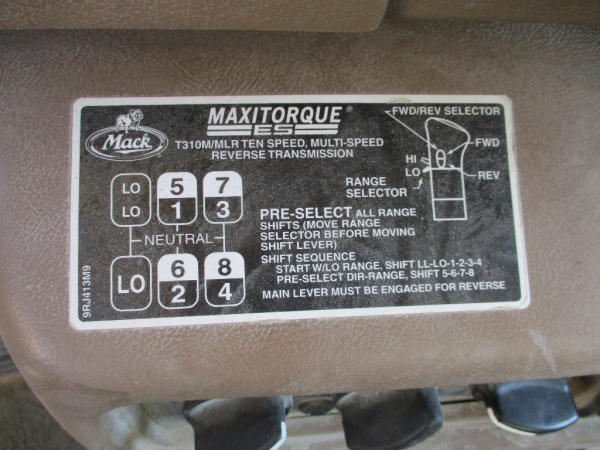 Mack
MAXITORQUE®
ES
T310M/MLR TEN SPEED, MULTI-SPEED
REVERSE TRANSMISSION
FWD/REV SELECTOR
FWD
HI
LO
REV
RANGE
SELECTOR
LO 5 7
LO 1 3
NEUTRAL
LO 6 8
2 4
PRE-SELECT ALL RANGE
SHIFTS (MOVE RANGE
SELECTOR BEFORE MOVING
SHIFT LEVER)
SHIFT SEQUENCE
START W/LO RANGE, SHIFT LL-LO-1-2-3-4
PRE-SELECT DIR-RANGE, SHIFT 5-6-7-8
MAIN LEVER MUST BE ENGAGED FOR REVERSE
9RJ413M9